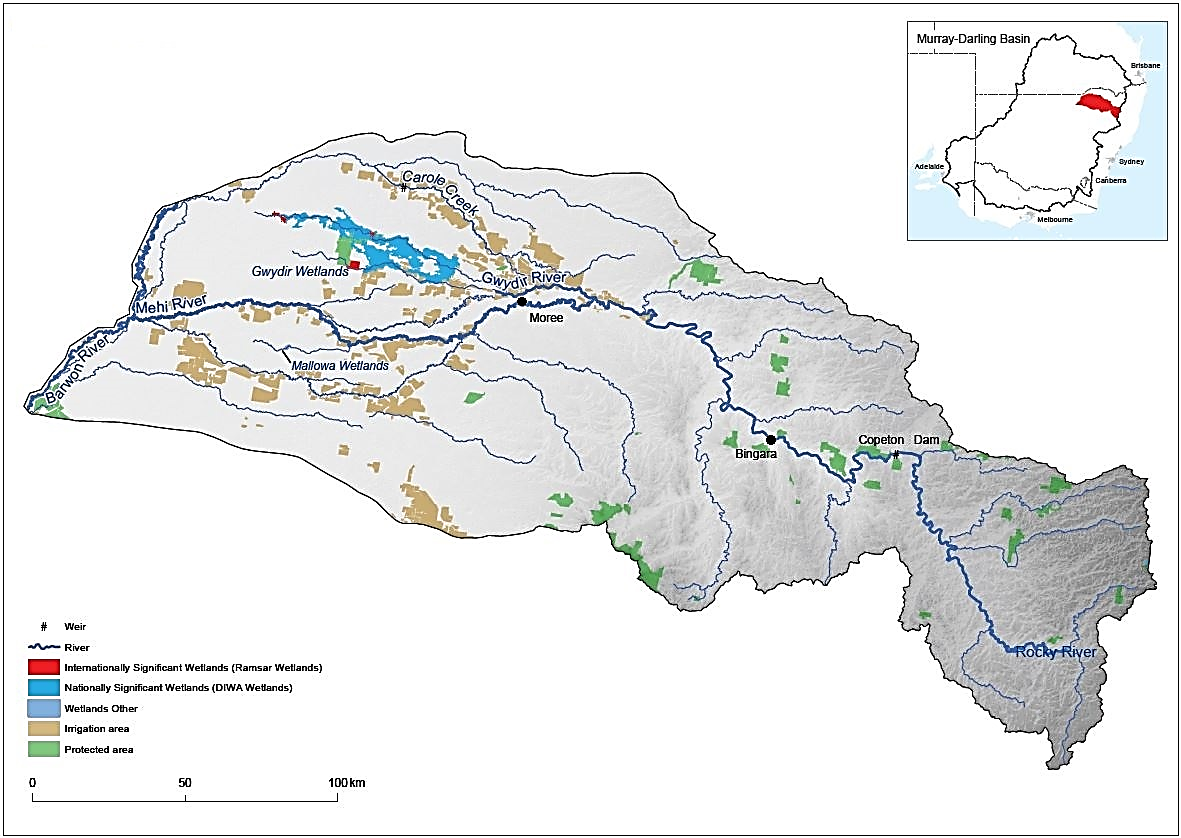 Murray-Darling Basin
Brisbane
Adelaide
Sydney
Canberra
Melbourne
Carole Creek
Gwydir Wetlands
Gwydir River
Mehi River
Moree
Barwon River
Mallowa Wetlands
Bingara
Copeton Dam
#
Rocky River
# Weir
River
Internationally Significant Wetlands (Ramsar Wetlands)
Nationally Significant Wetlands (DIWA Wetlands)
Wetlands Other
Irrigation area
Protected area
0 50 100km